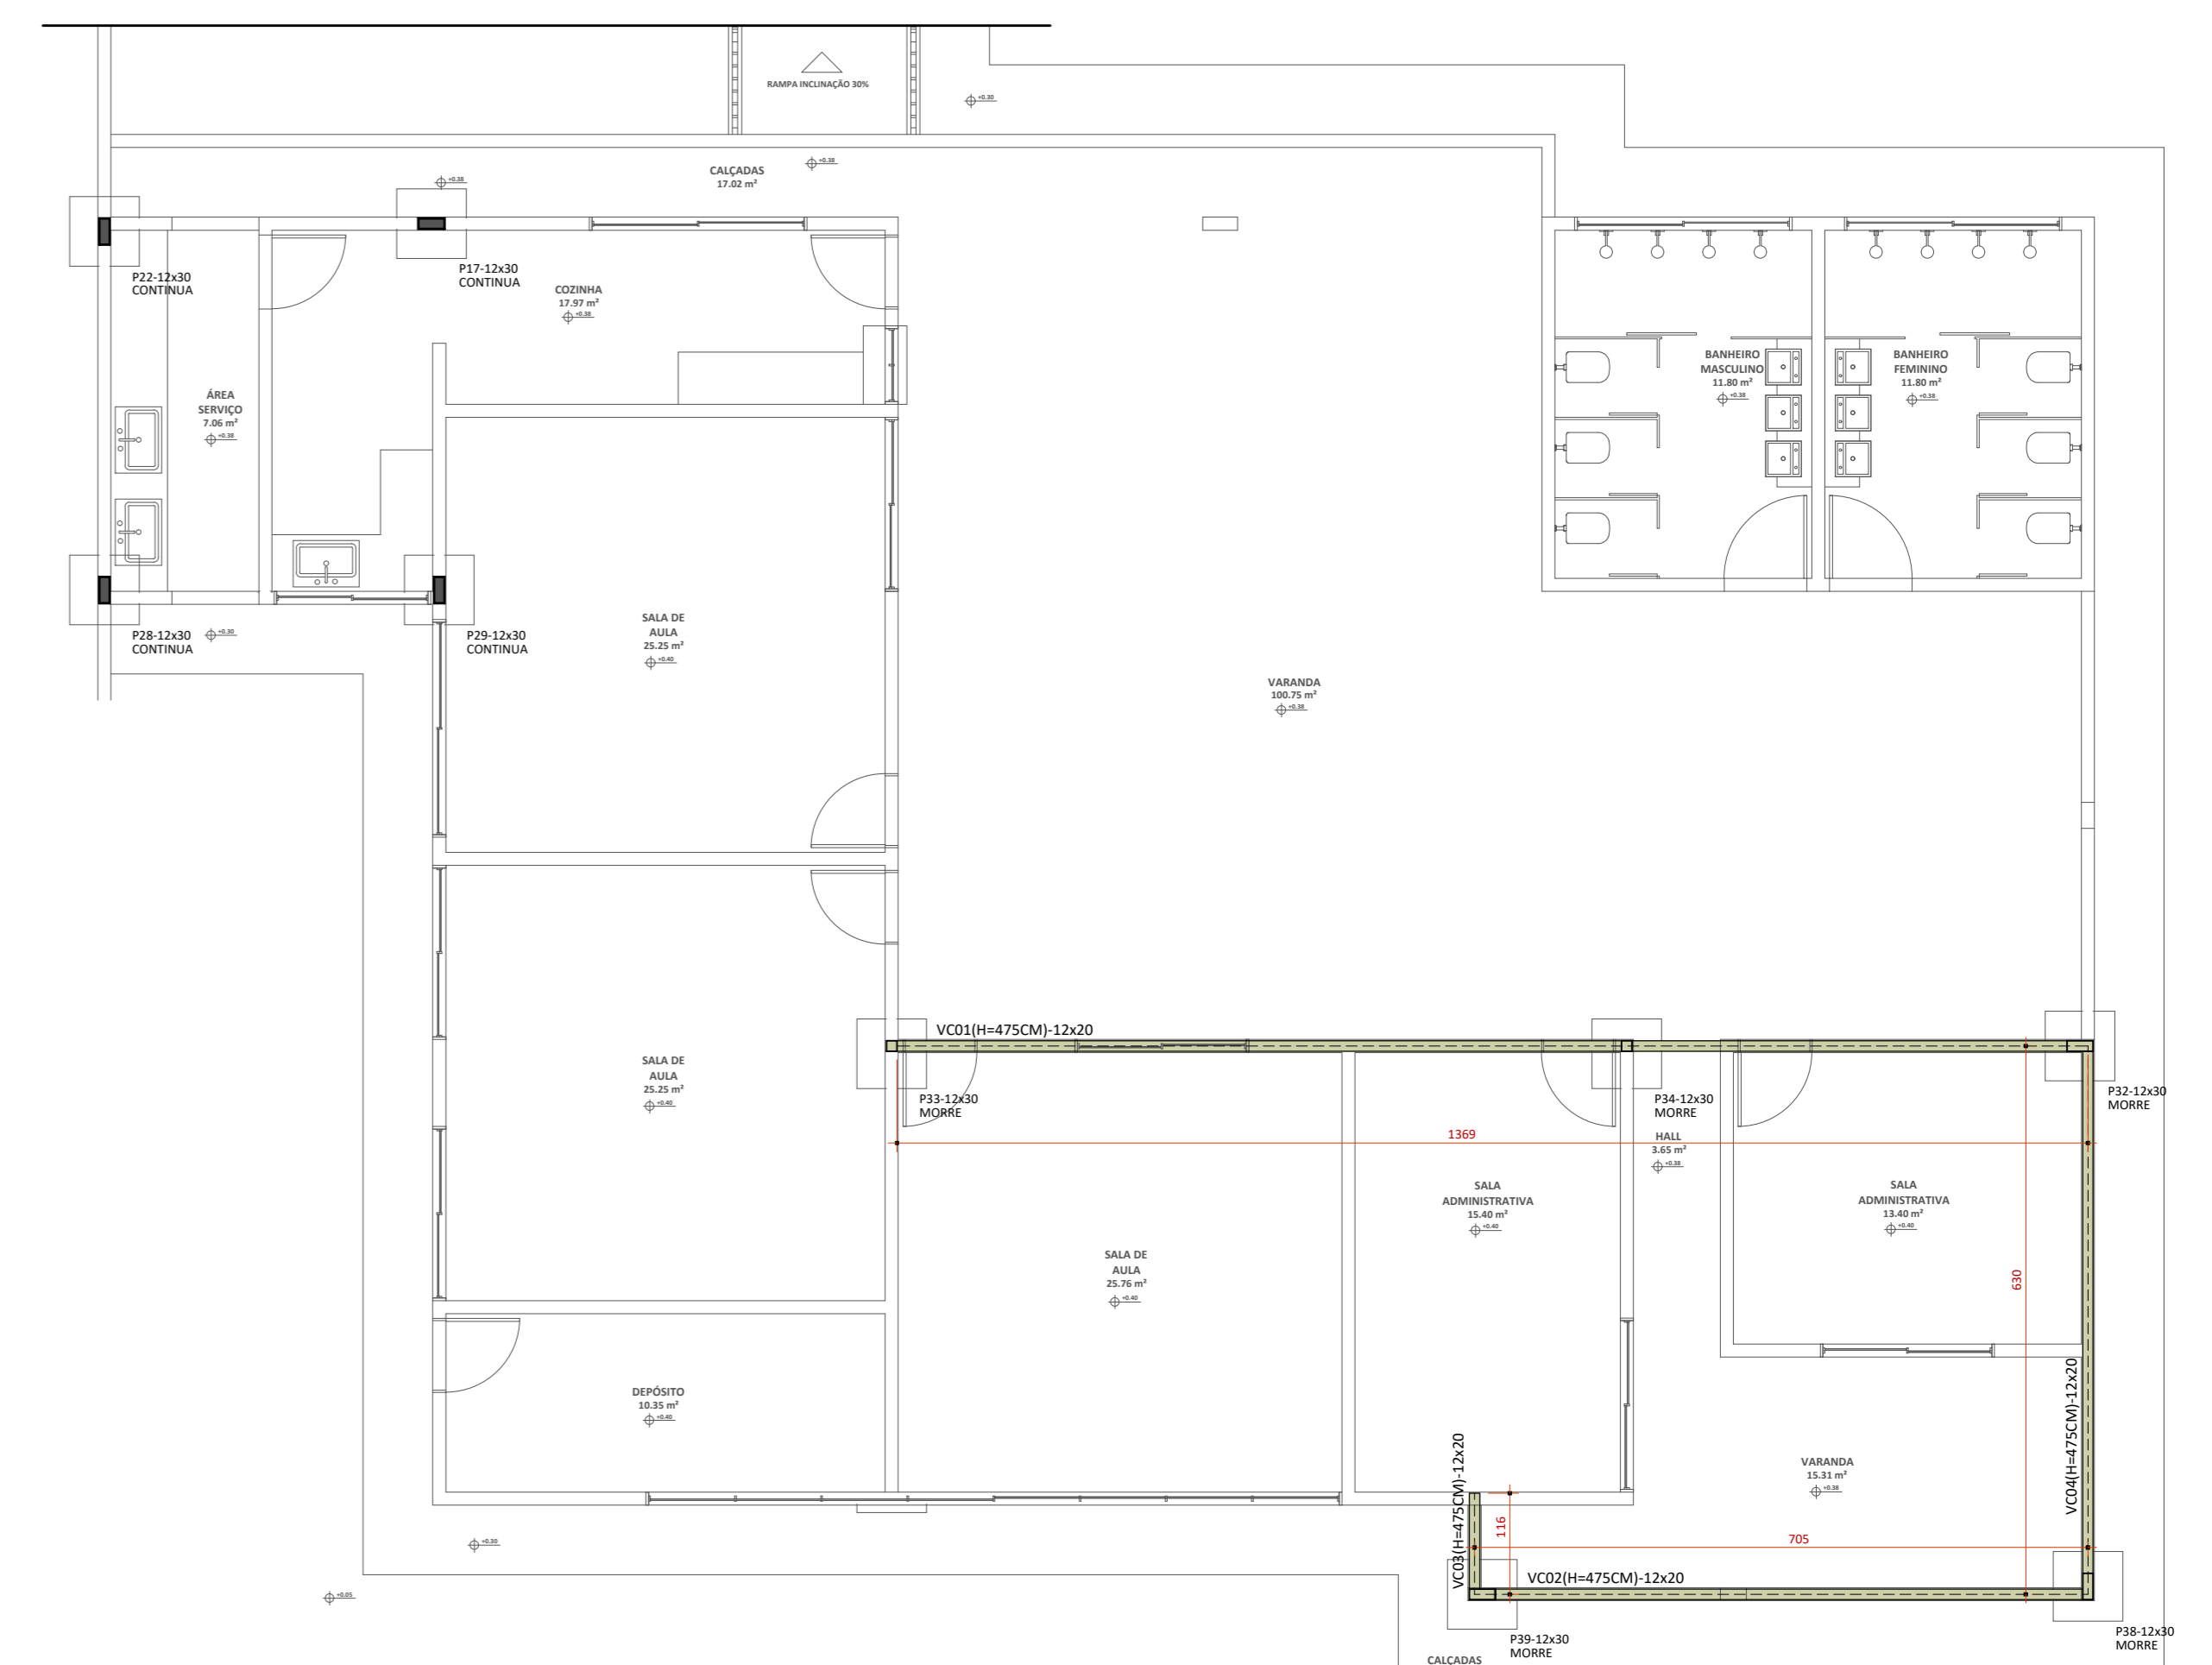 RAMPA INCLINAÇÃO 30%
+0.30
CALÇADAS
17.02 m²
+0.38
+0.38
P22-12x30
CONTINUA
P17-12x30
CONTINUA
COZINHA
17.97 m²
+0.38
ÁREA
SERVIÇO
7.06 m²
+0.38
BANHEIRO
MASCULINO
11.80 m²
+0.38
BANHEIRO
FEMININO
11.80 m²
+0.38
P28-12x30
CONTINUA
+0.30
P29-12x30
CONTINUA
SALA DE
AULA
25.25 m²
+0.40
VARANDA
100.75 m²
+0.38
VC01(H=475CM)-12x20
SALA DE
AULA
25.25 m²
+0.40
P33-12x30
MORRE
P34-12x30
MORRE
P32-12x30
MORRE
1369
HALL
3.65 m²
+0.38
SALA
ADMINISTRATIVA
15.40 m²
+0.40
SALA
ADMINISTRATIVA
13.40 m²
+0.40
SALA DE
AULA
25.76 m²
+0.40
630
DEPÓSITO
10.35 m²
+0.40
VC04(H=475CM)-12x20
VARANDA
15.31 m²
+0.38
VC03(H=475CM)-12x20
116
705
+0.30
VC02(H=475CM)-12x20
+0.05
P39-12x30
MORRE
P38-12x30
MORRE
CALÇADAS